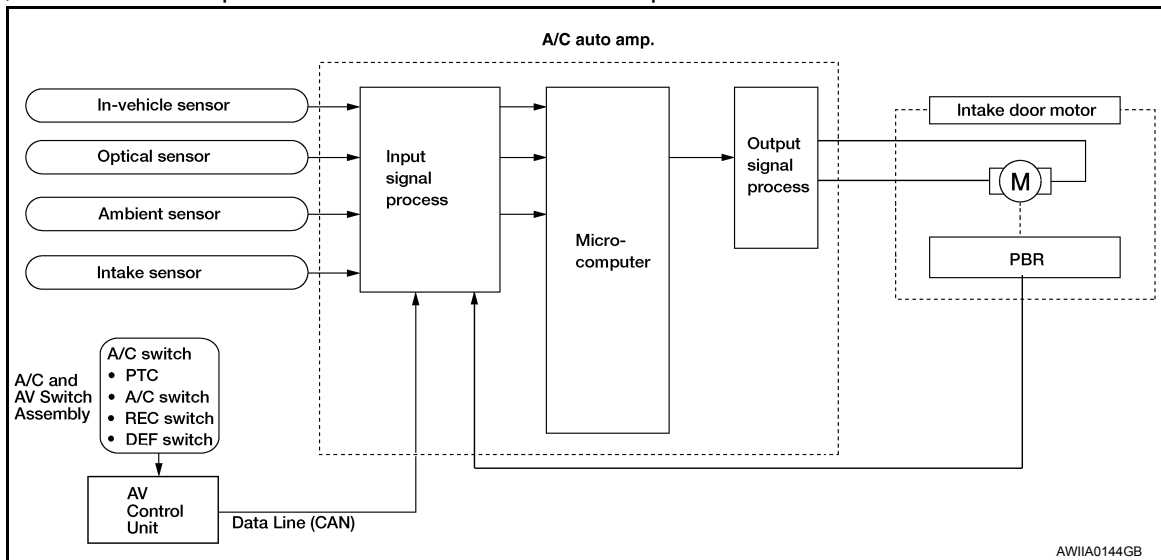 A/C auto amp.
In-vehicle sensor
Optical sensor
Ambient sensor
Intake sensor
Input
signal
process
Micro-
computer
Output
signal
process
Intake door motor
M
PBR
A/C and
AV Switch
Assembly
A/C switch
• PTC
• A/C switch
• REC switch
• DEF switch
AV
Control
Unit
Data Line (CAN)
AWIIA0144GB